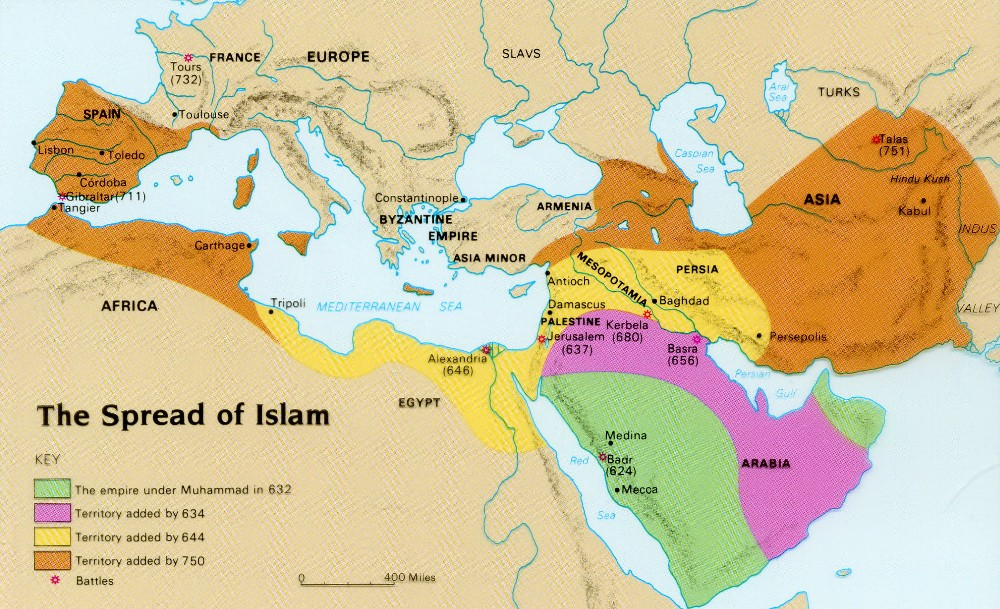 SLAVS
EUROPE
FRANCE
Tours
(732)
Aral
Sea
TURKS
SPAIN
Toulouse
Talas
(751)
Lisbon
Toledo
Caspian
Sea
Hindu Kush
Córdoba
Gibraltar(711)
Tangier
Constantinople
BYZANTINE
EMPIRE
ARMENIA
ASIA
Kabul
INDUS
VALLEY
Carthage
ASIA MINOR
MESOPOTAMIA
PERSIA
Antioch
AFRICA
Tripoli
MEDITERRANEAN SEA
Damascus
Baghdad
PALESTINE
Kerbela
(680)
Jerusalem
(637)
Persepolis
Basra
(656)
Alexandria
(646)
Persian
Gulf
EGYPT
Medina
Badr
(624)
Mecca
Red
Sea
ARABIA
The Spread of Islam
KEY
The empire under Muhammad in 632
Territory added by 634
Territory added by 644
Territory added by 750
Battles
0 400 Miles